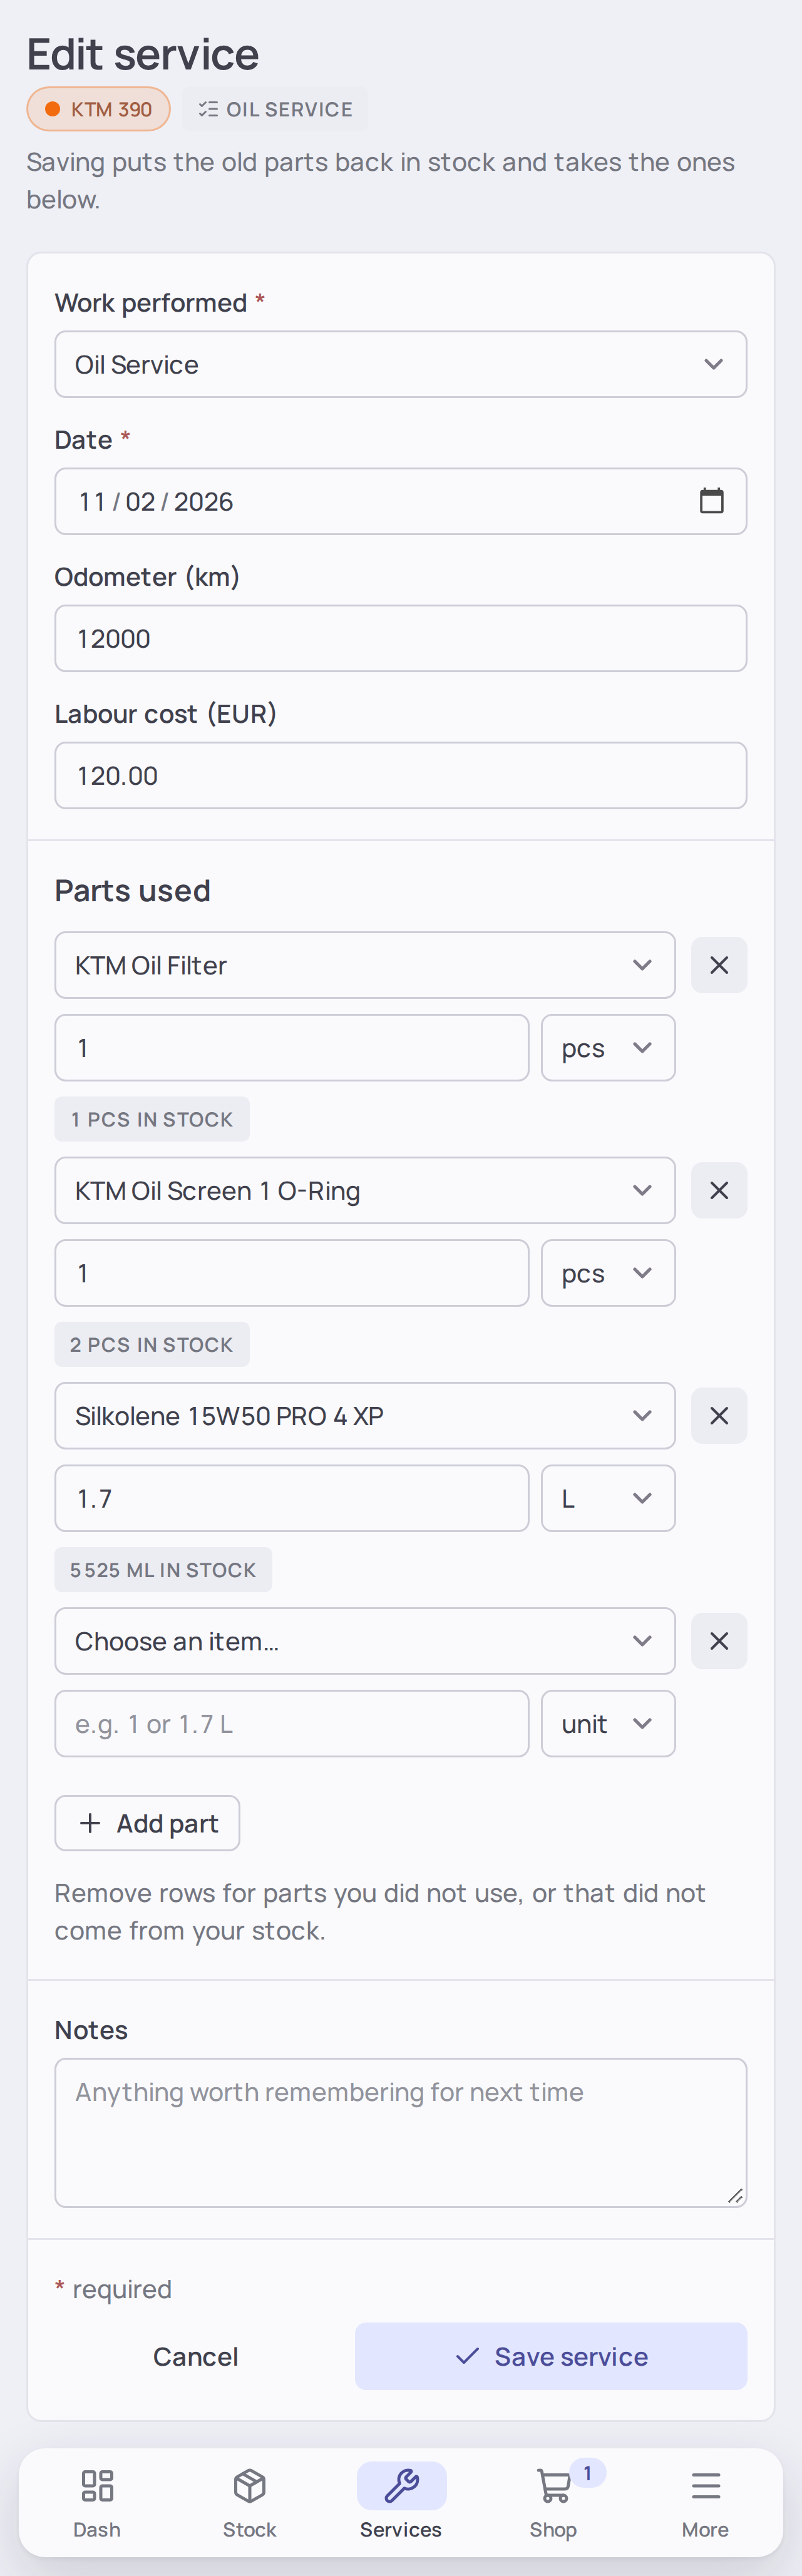 Edit service
KTM 390
OIL SERVICE
Saving puts the old parts back in stock and takes the ones
below.
Work performed *
Oil Service
Date *
11 / 02 / 2026
Odometer (km)
12000
Labour cost (EUR)
120.00
Parts used
KTM Oil Filter
1
pcs
1 PCS IN STOCK
KTM Oil Screen 1 O-Ring
1
pcs
2 PCS IN STOCK
Silkolene 15W50 PRO 4 XP
1.7
L
5 525 ML IN STOCK
Choose an item...
e.g. 1 or 1.7 L
unit
+ Add part
Remove rows for parts you did not use, or that did not
come from your stock.
Notes
Anything worth remembering for next time
* required
Cancel
Save service
1
Dash
Stock
Services
Shop
More